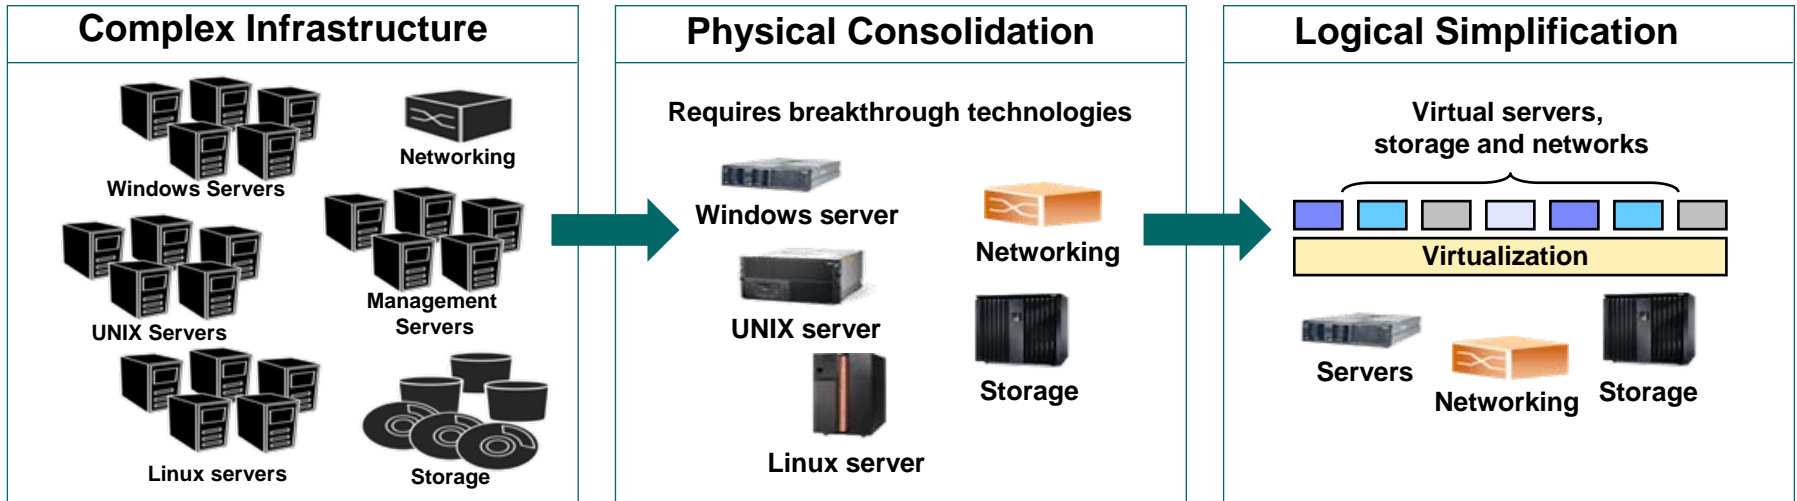 Complex Infrastructure
Windows Servers
Networking
UNIX Servers
Management
Servers
Linux servers
Storage
Physical Consolidation
Requires breakthrough technologies
Windows server
Networking
UNIX server
Storage
Linux server
Logical Simplification
Virtual servers,
storage and networks
Virtualization
Servers
Networking
Storage